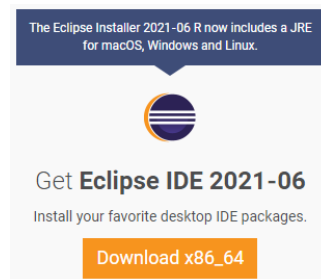 The Eclipse Installer 2021-06 R now includes a JRE
for macOS, Windows and Linux.
Get Eclipse IDE 2021-06
Install your favorite desktop IDE packages.
Download x86_64